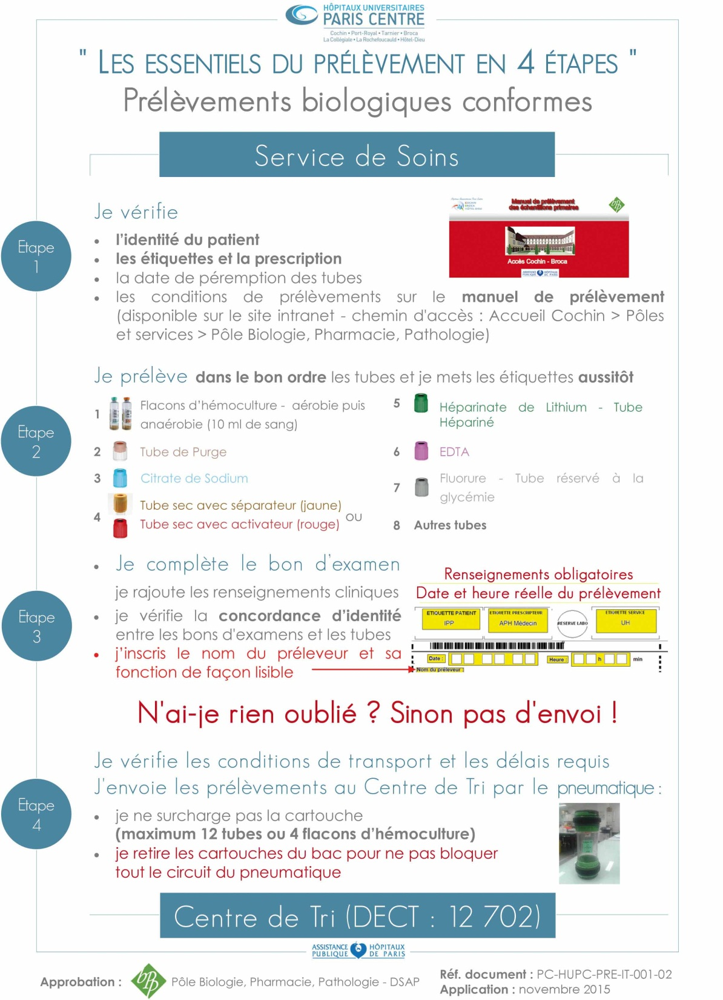 HÔPITAUX UNIVERSITAIRES
PARIS CENTRE
Cochin • Port-Royal • Tarnier • Broca
La Collégiale • La Rochefoucauld • Hôtel-Dieu
" LES ESSENTIELS DU PRÉLÈVEMENT EN 4 ÉTAPES "
Prélèvements biologiques conformes
Service de Soins
Etape
1
Je vérifie
• l'identité du patient
• les étiquettes et la prescription
• la date de péremption des tubes
• les conditions de prélèvements sur le manuel de prélèvement
(disponible sur le site intranet - chemin d'accès : Accueil Cochin > Pôles
et services > Pôle Biologie, Pharmacie, Pathologie)
COCHIN
BROCA
HÔTEL-DIEU
Manuel de prélèvement
des échantillons primaires
Accès Cochin - Broca
ASSISTANCE PUBLIQUE HÔPITAUX DE PARIS
Etape
2
Je prélève dans le bon ordre les tubes et je mets les étiquettes aussitôt
1 Flacons d'hémoculture - aérobie puis
anaérobie (10 ml de sang)
2 Tube de Purge
3 Citrate de Sodium
4 Tube sec avec séparateur (jaune)
ou
Tube sec avec activateur (rouge)
5 Héparinate de Lithium - Tube
Hépariné
6 EDTA
7 Fluorure - Tube réservé à la
glycémie
8 Autres tubes
Etape
3
• Je complète le bon d'examen
je rajoute les renseignements cliniques
• je vérifie la concordance d'identité
entre les bons d'examens et les tubes
• j'inscris le nom du préleveur et sa
fonction de façon lisible
Renseignements obligatoires
Date et heure réelle du prélèvement
ETIQUETTE PATIENT
IPP
ETIQUETTE PRESCRIPTEUR
APH Médecin
RESERVE LABO
ETIQUETTE SERVICE
UH
Date : Heure : h min
Nom du préleveur :
N'ai-je rien oublié ? Sinon pas d'envoi !
Etape
4
Je vérifie les conditions de transport et les délais requis
J'envoie les prélèvements au Centre de Tri par le pneumatique :
• je ne surcharge pas la cartouche
(maximum 12 tubes ou 4 flacons d'hémoculture)
• je retire les cartouches du bac pour ne pas bloquer
tout le circuit du pneumatique
Centre de Tri (DECT : 12 702)
ASSISTANCE PUBLIQUE HÔPITAUX DE PARIS
Approbation : bPP Pôle Biologie, Pharmacie, Pathologie - DSAP
Réf. document : PC-HUPC-PRE-IT-001-02
Application : novembre 2015